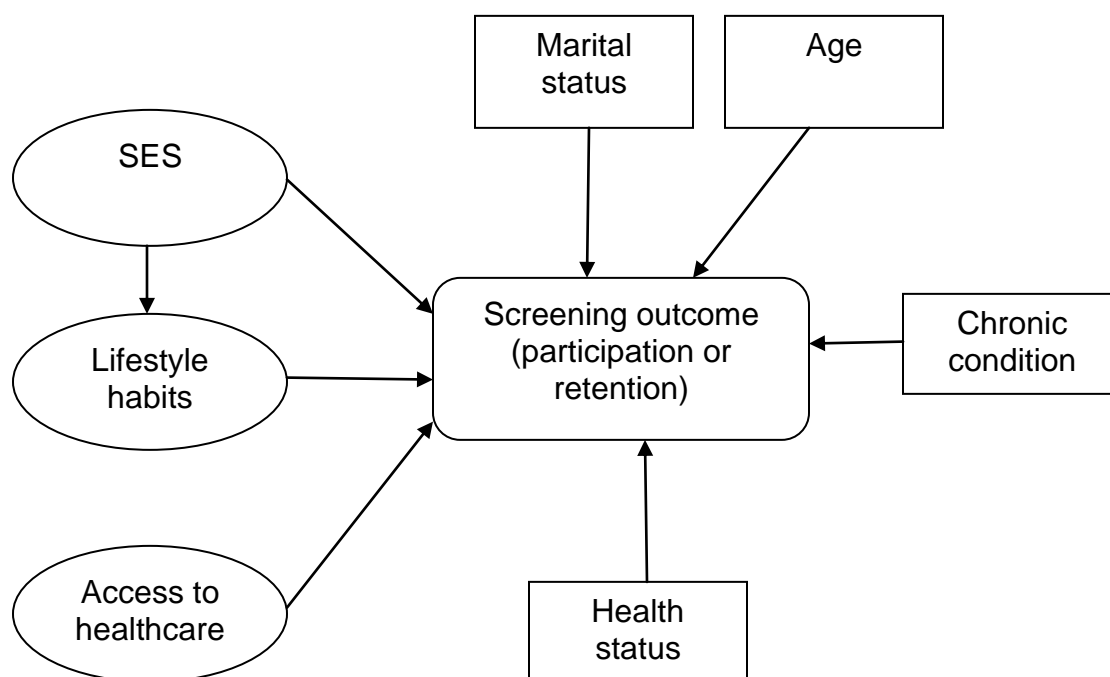 Marital
status
Age
SES
Screening outcome
(participation or
retention)
Chronic
condition
Lifestyle
habits
Access to
healthcare
Health
status